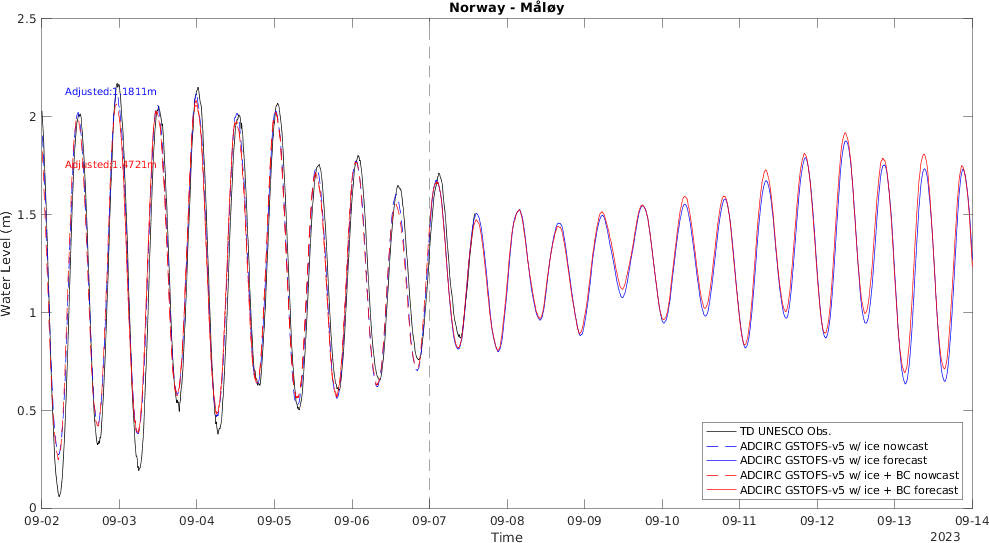 Norway - Måløy
2.5
2
1.5
1
0.5
0
Water Level (m)
Adjusted:1.1811m
Adjusted:1.4721m
TD UNESCO Obs.
ADCIRC GSTOFS-v5 w/ ice nowcast
ADCIRC GSTOFS-v5 w/ ice forecast
ADCIRC GSTOFS-v5 w/ ice + BC nowcast
ADCIRC GSTOFS-v5 w/ ice + BC forecast
09-02 09-03 09-04 09-05 09-06 09-07 09-08 09-09 09-10 09-11 09-12 09-13 09-14
Time
2023